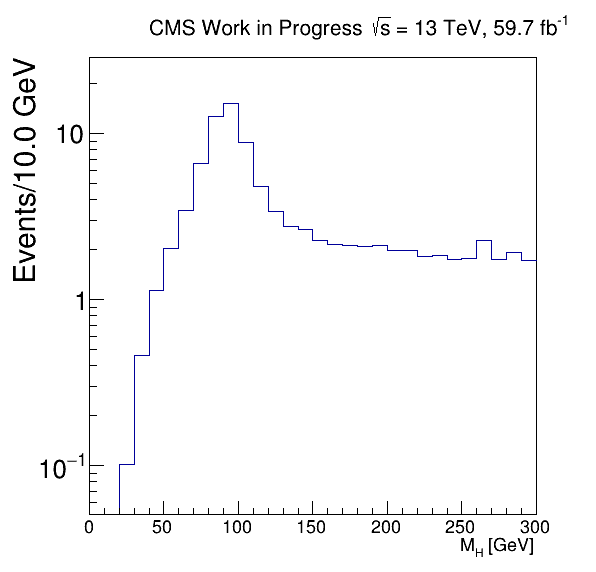 CMS Work in Progress √s = 13 TeV, 59.7 fb⁻¹
Events/10.0 GeV
10
1
10⁻¹
0 50 100 150 200 250 300
M_H [GeV]